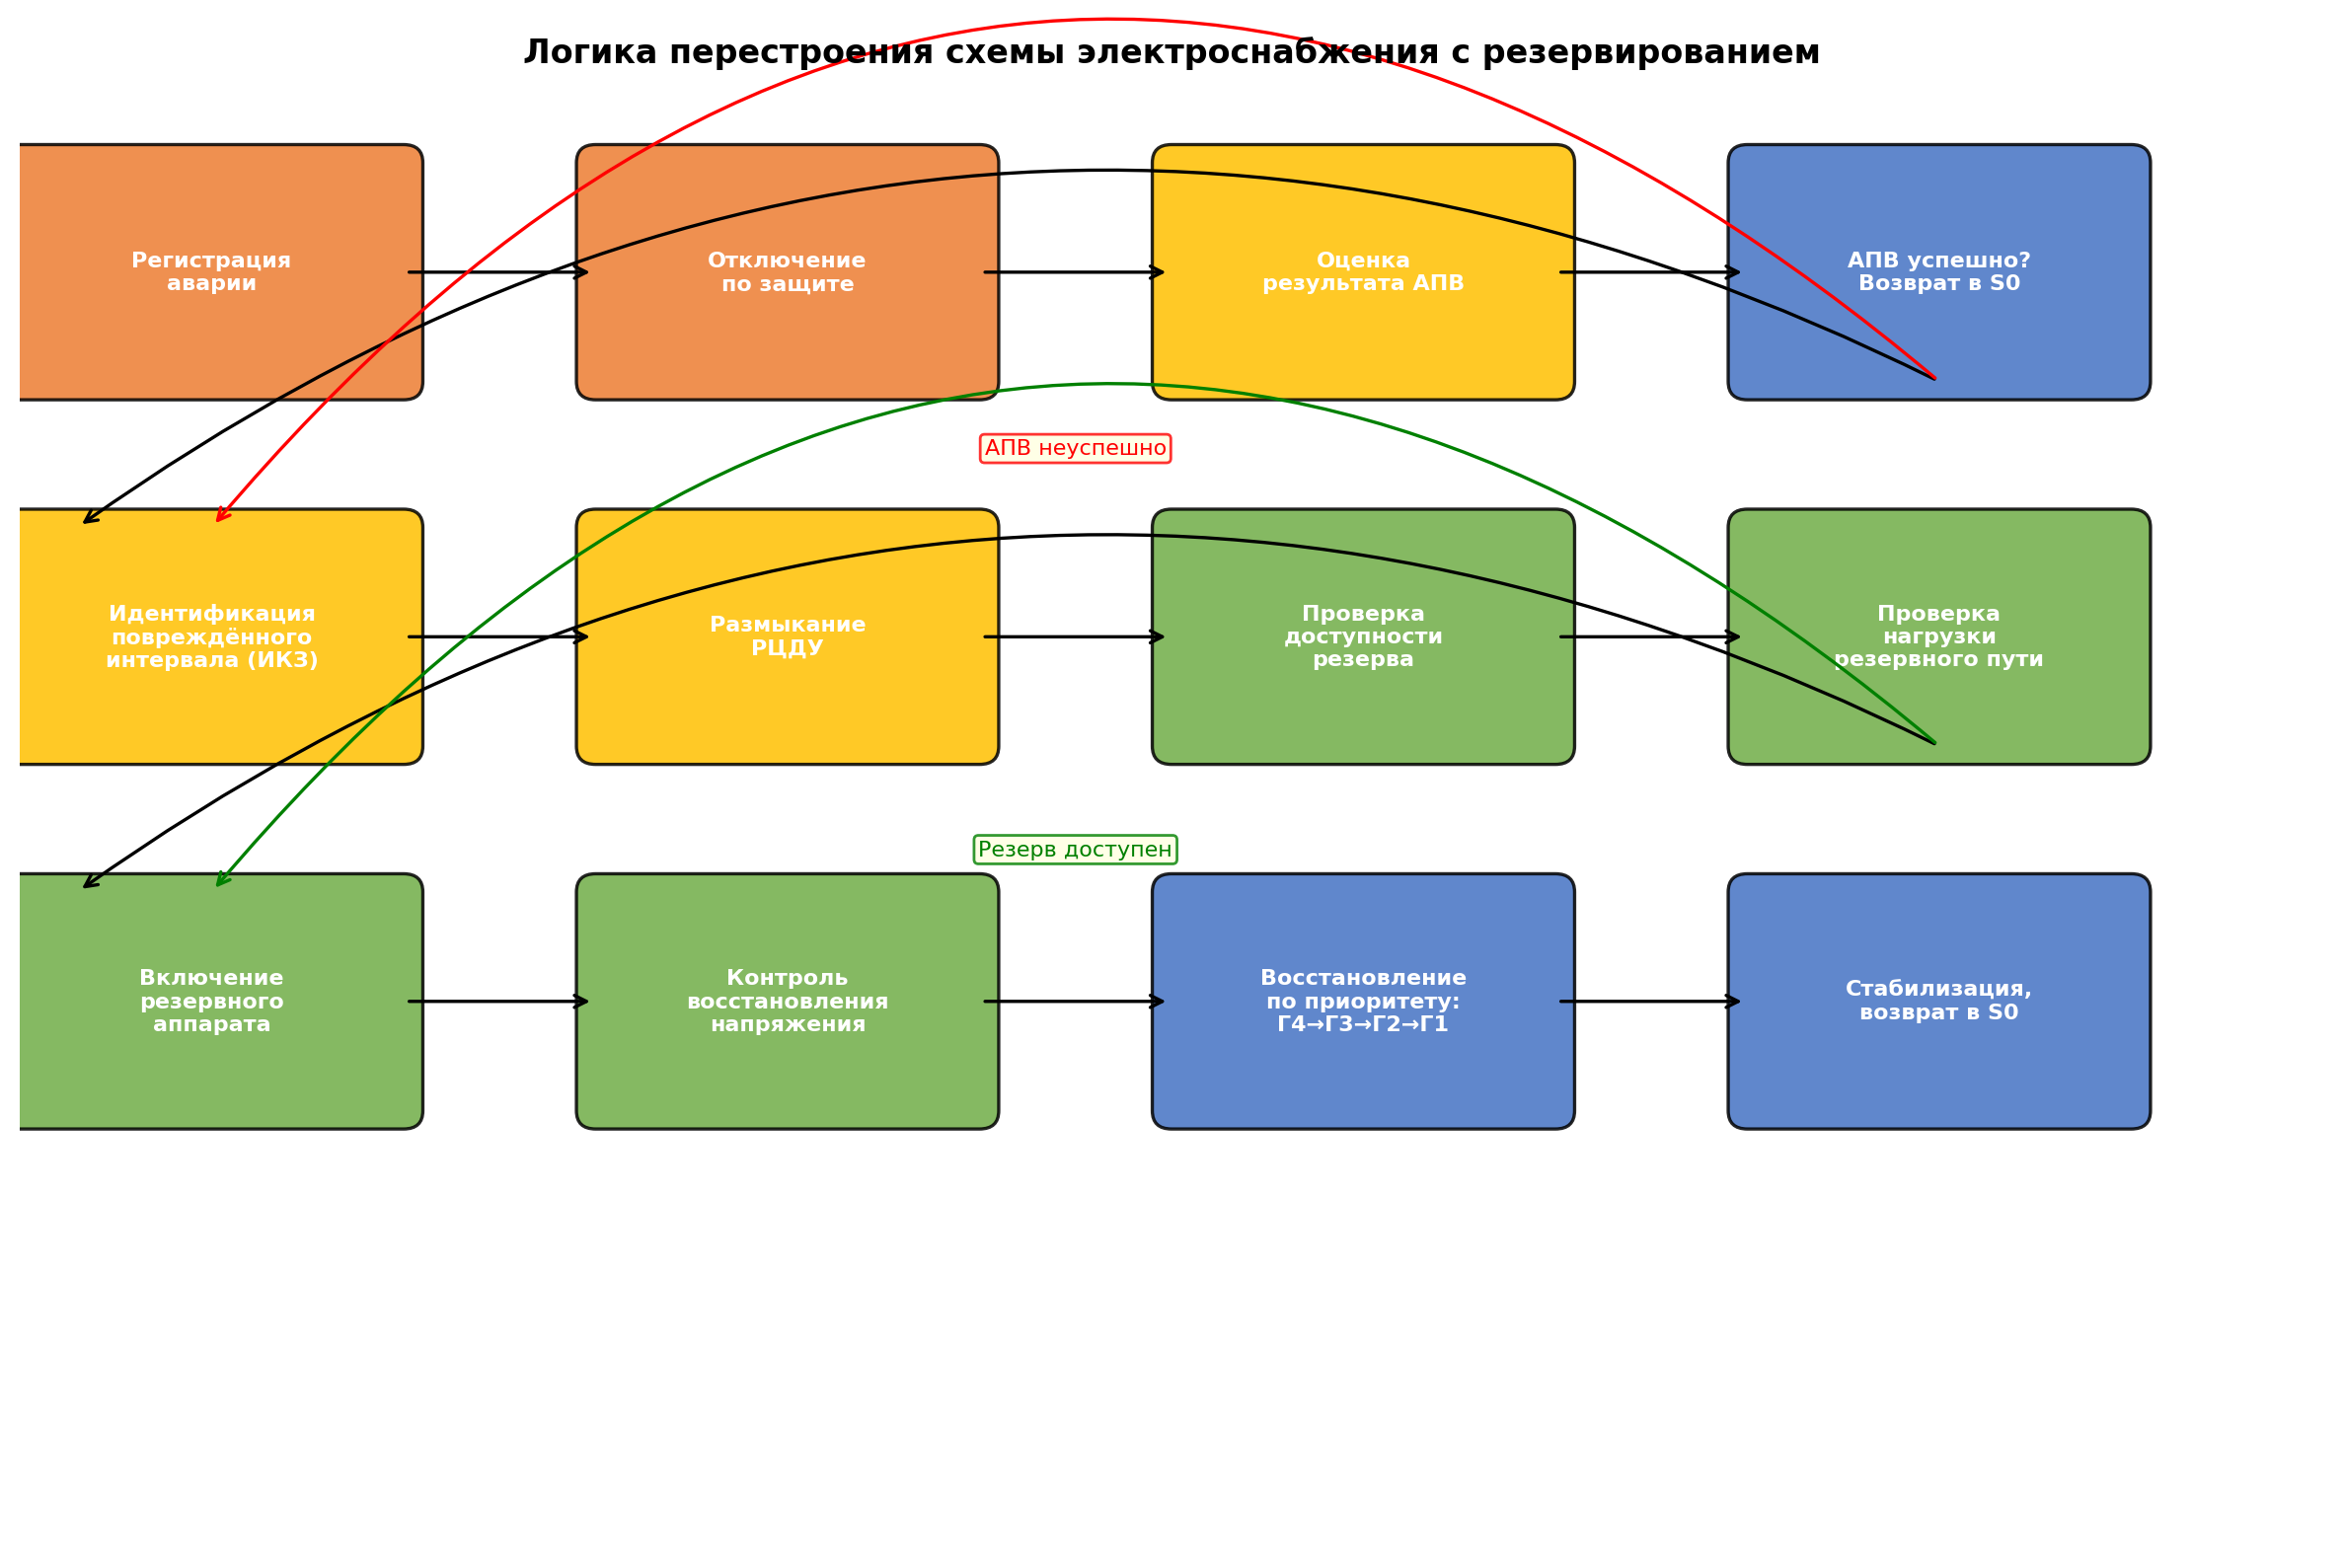 Логика перестроения схемы электроснабжения с резервированием
Регистрация
аварии
Отключение
по защите
Оценка
результата АПВ
АПВ успешно?
Возврат в S0
АПВ неуспешно
Идентификация
повреждённого
интервала (ИКЗ)
Размыкание
РЦДУ
Проверка
доступности
резерва
Проверка
нагрузки
резервного пути
Резерв доступен
Включение
резервного
аппарата
Контроль
восстановления
напряжения
Восстановление
по приоритету:
Г4→Г3→Г2→Г1
Стабилизация,
возврат в S0